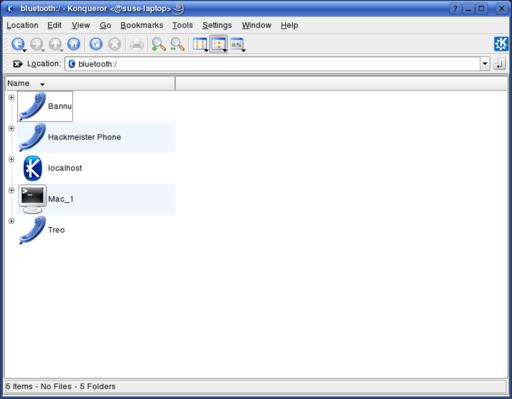 bluetooth:/ - Konqueror <@suse-laptop>
Location Edit View Go Bookmarks Tools Settings Window Help
Location: bluetooth:/
Name
Bannu
Hackmeister Phone
localhost
Mac_1
Treo
5 Items - No Files - 5 Folders